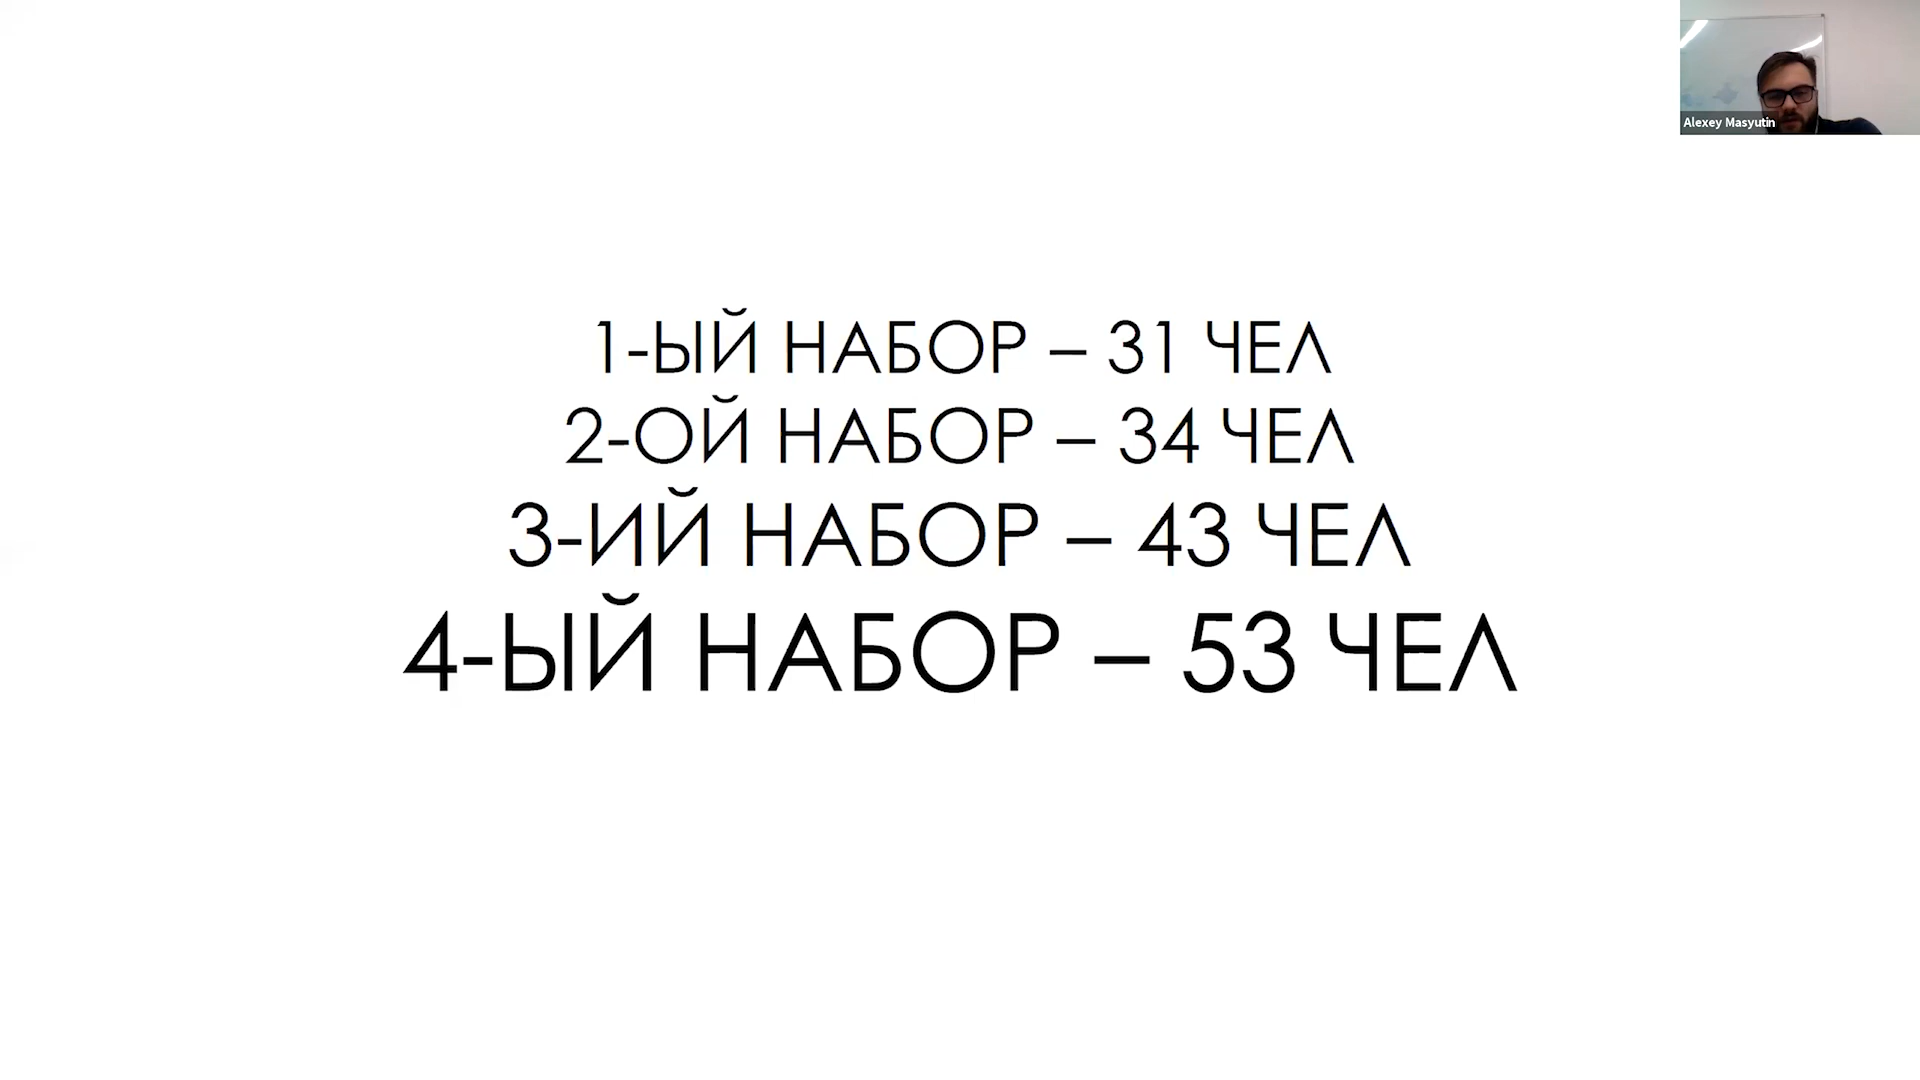 Alexey Masyutin
1-ЫЙ НАБОР – 31 ЧЕЛ
2-ОЙ НАБОР – 34 ЧЕЛ
3-ИЙ НАБОР – 43 ЧЕЛ
4-ЫЙ НАБОР – 53 ЧЕЛ